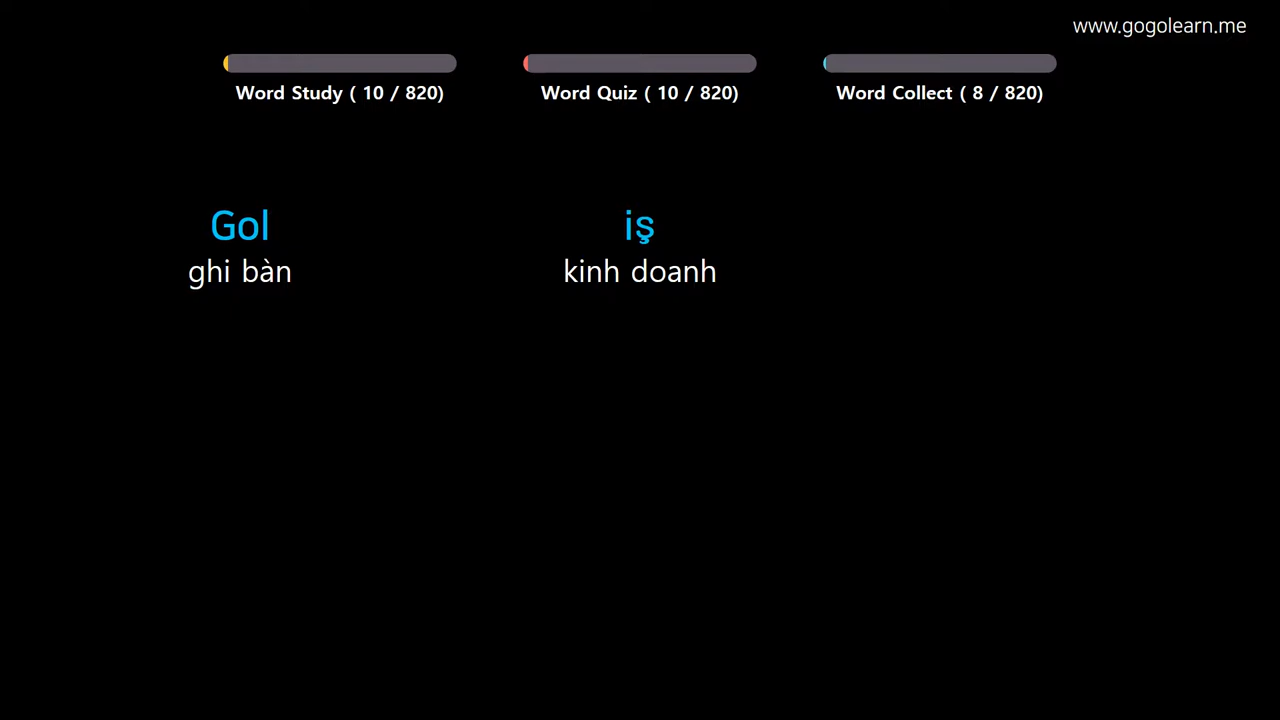 www.gogolearn.me
Word Study ( 10 / 820)
Word Quiz ( 10 / 820)
Word Collect ( 8 / 820)
Gol
ghi bàn
iş
kinh doanh